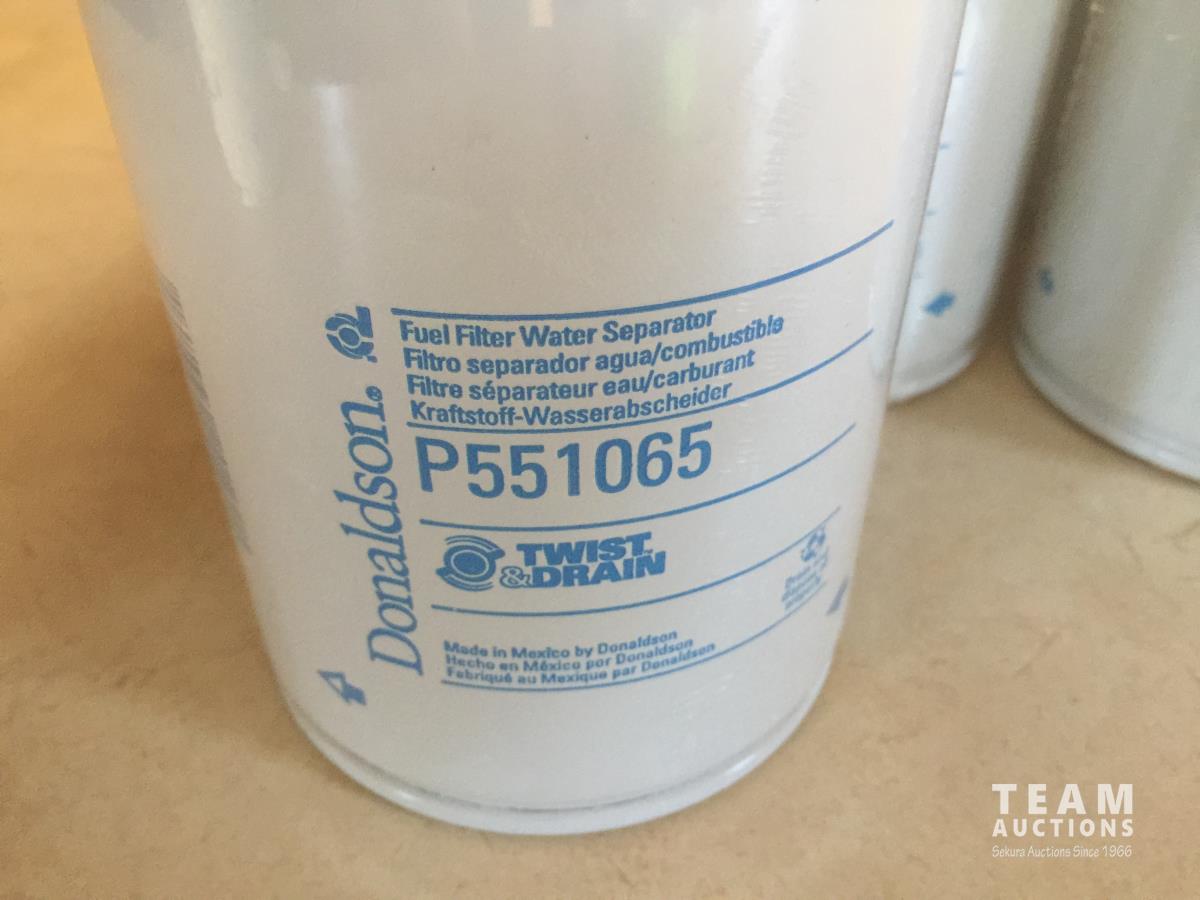 Fuel Filter Water Separator
Filtro separador agua/combustible
Filtre séparateur eau/carburant
Kraftstoff-Wasserabscheider
P551065
TWIST™
&DRAIN
Made in Mexico by Donaldson
Hecho en México por Donaldson
Fabriqué au Mexique par Donaldson
Donaldson®
4
TEAM
AUCTIONS
Sekura Auctions Since 1966